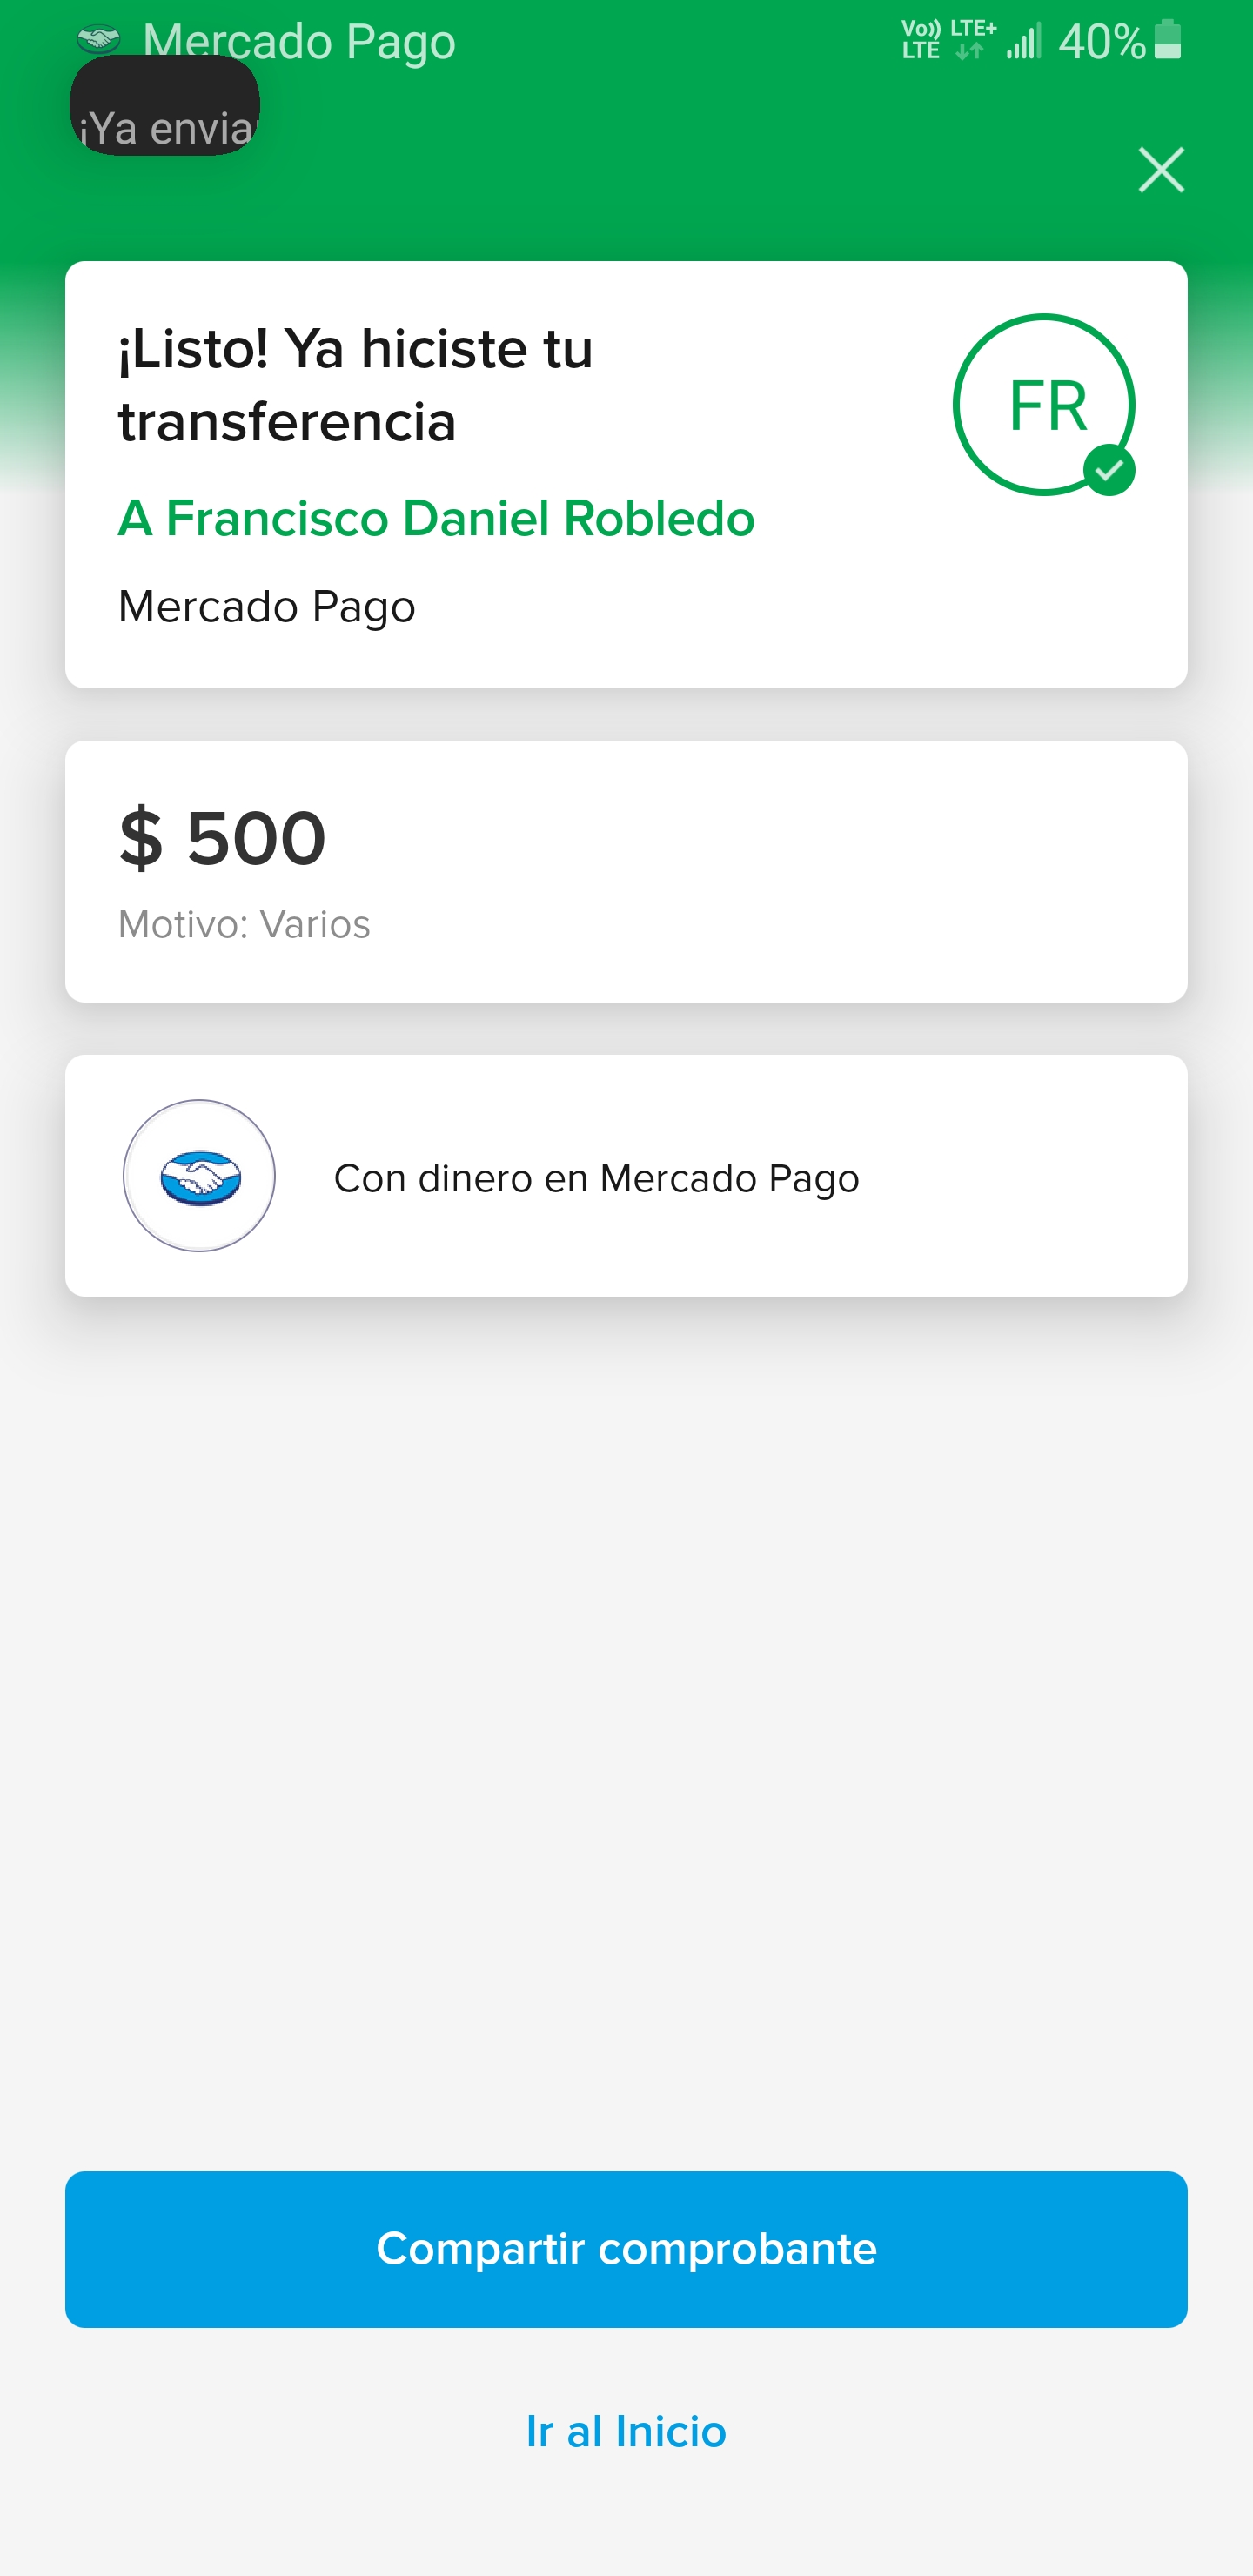 Mercado Pago
Vo)) LTE+
LTE
40%
¡Ya envia
¡Listo! Ya hiciste tu
transferencia
FR
A Francisco Daniel Robledo
Mercado Pago
$ 500
Motivo: Varios
Con dinero en Mercado Pago
Compartir comprobante
Ir al Inicio